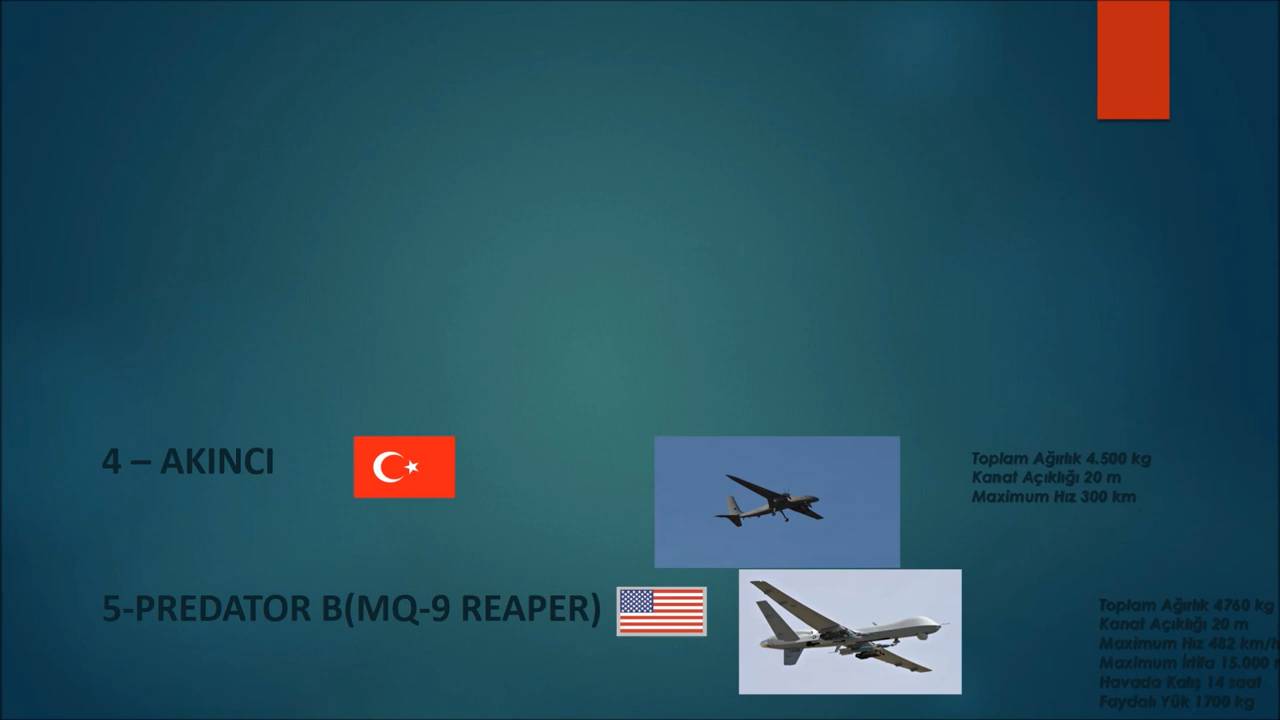 4 – AKINCI
Toplam Ağırlık 4.500 kg
Kanat Açıklığı 20 m
Maximum Hız 300 km
5-PREDATOR B(MQ-9 REAPER)
Toplam Ağırlık 4760 kg
Kanat Açıklığı 20 m
Maximum Hız 482 km/
Maximum İrtifa 15.000
Havada Kalış 14 saat
Faydalı Yük 1700 kg